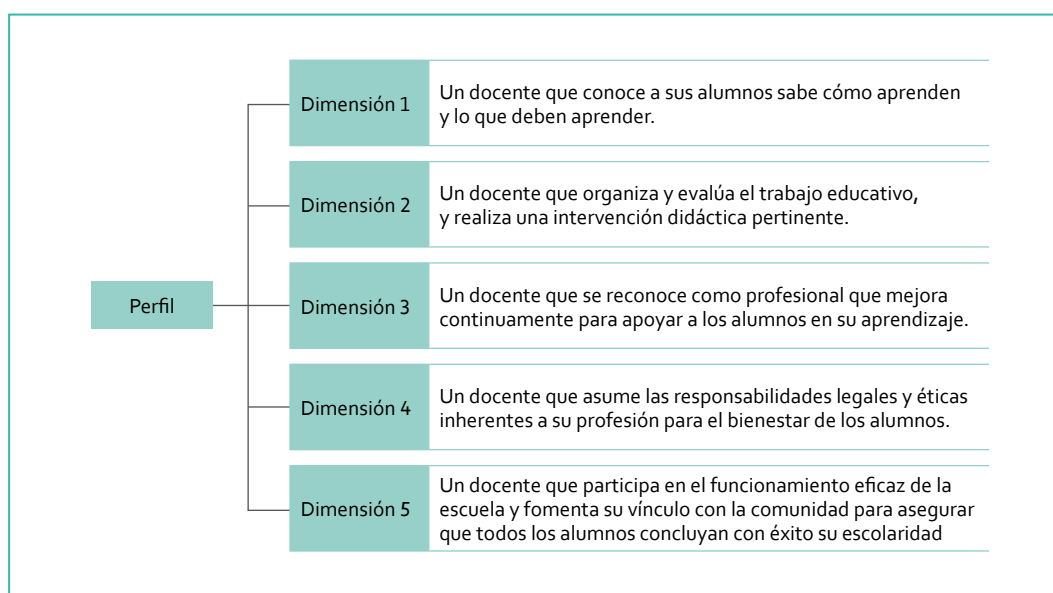 Perfil
Dimensión 1
Un docente que conoce a sus alumnos sabe cómo aprenden
y lo que deben aprender.
Dimensión 2
Un docente que organiza y evalúa el trabajo educativo,
y realiza una intervención didáctica pertinente.
Dimensión 3
Un docente que se reconoce como profesional que mejora
continuamente para apoyar a los alumnos en su aprendizaje.
Dimensión 4
Un docente que asume las responsabilidades legales y éticas
inherentes a su profesión para el bienestar de los alumnos.
Dimensión 5
Un docente que participa en el funcionamiento eficaz de la
escuela y fomenta su vínculo con la comunidad para asegurar
que todos los alumnos concluyan con éxito su escolaridad